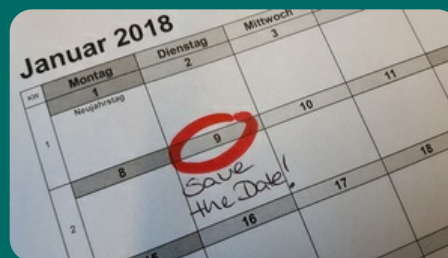 Januar 2018
KW Montag Dienstag Mittwoch
1 2 3
Neujahrstag
1
8 9 10 11
Save
the Date!
2
15 16 17 18